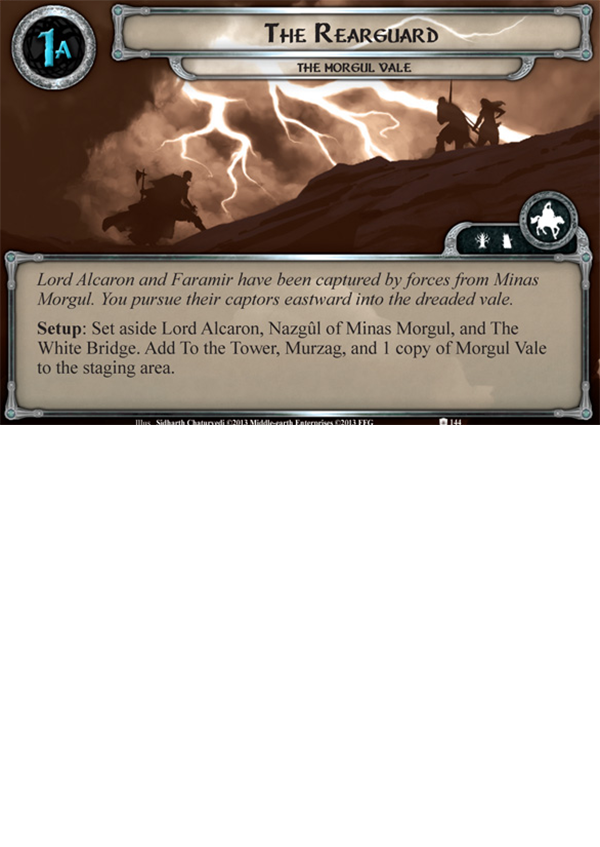 1A
The Rearguard
The Morgul Vale
Lord Alcaron and Faramir have been captured by forces from Minas
Morgul. You pursue their captors eastward into the dreaded vale.
Setup: Set aside Lord Alcaron, Nazgûl of Minas Morgul, and The
White Bridge. Add To the Tower, Murzag, and 1 copy of Morgul Vale
to the staging area.
Illus. Sidharth Chaturvedi ©2013 Middle-earth Enterprises ©2013 FFG 144